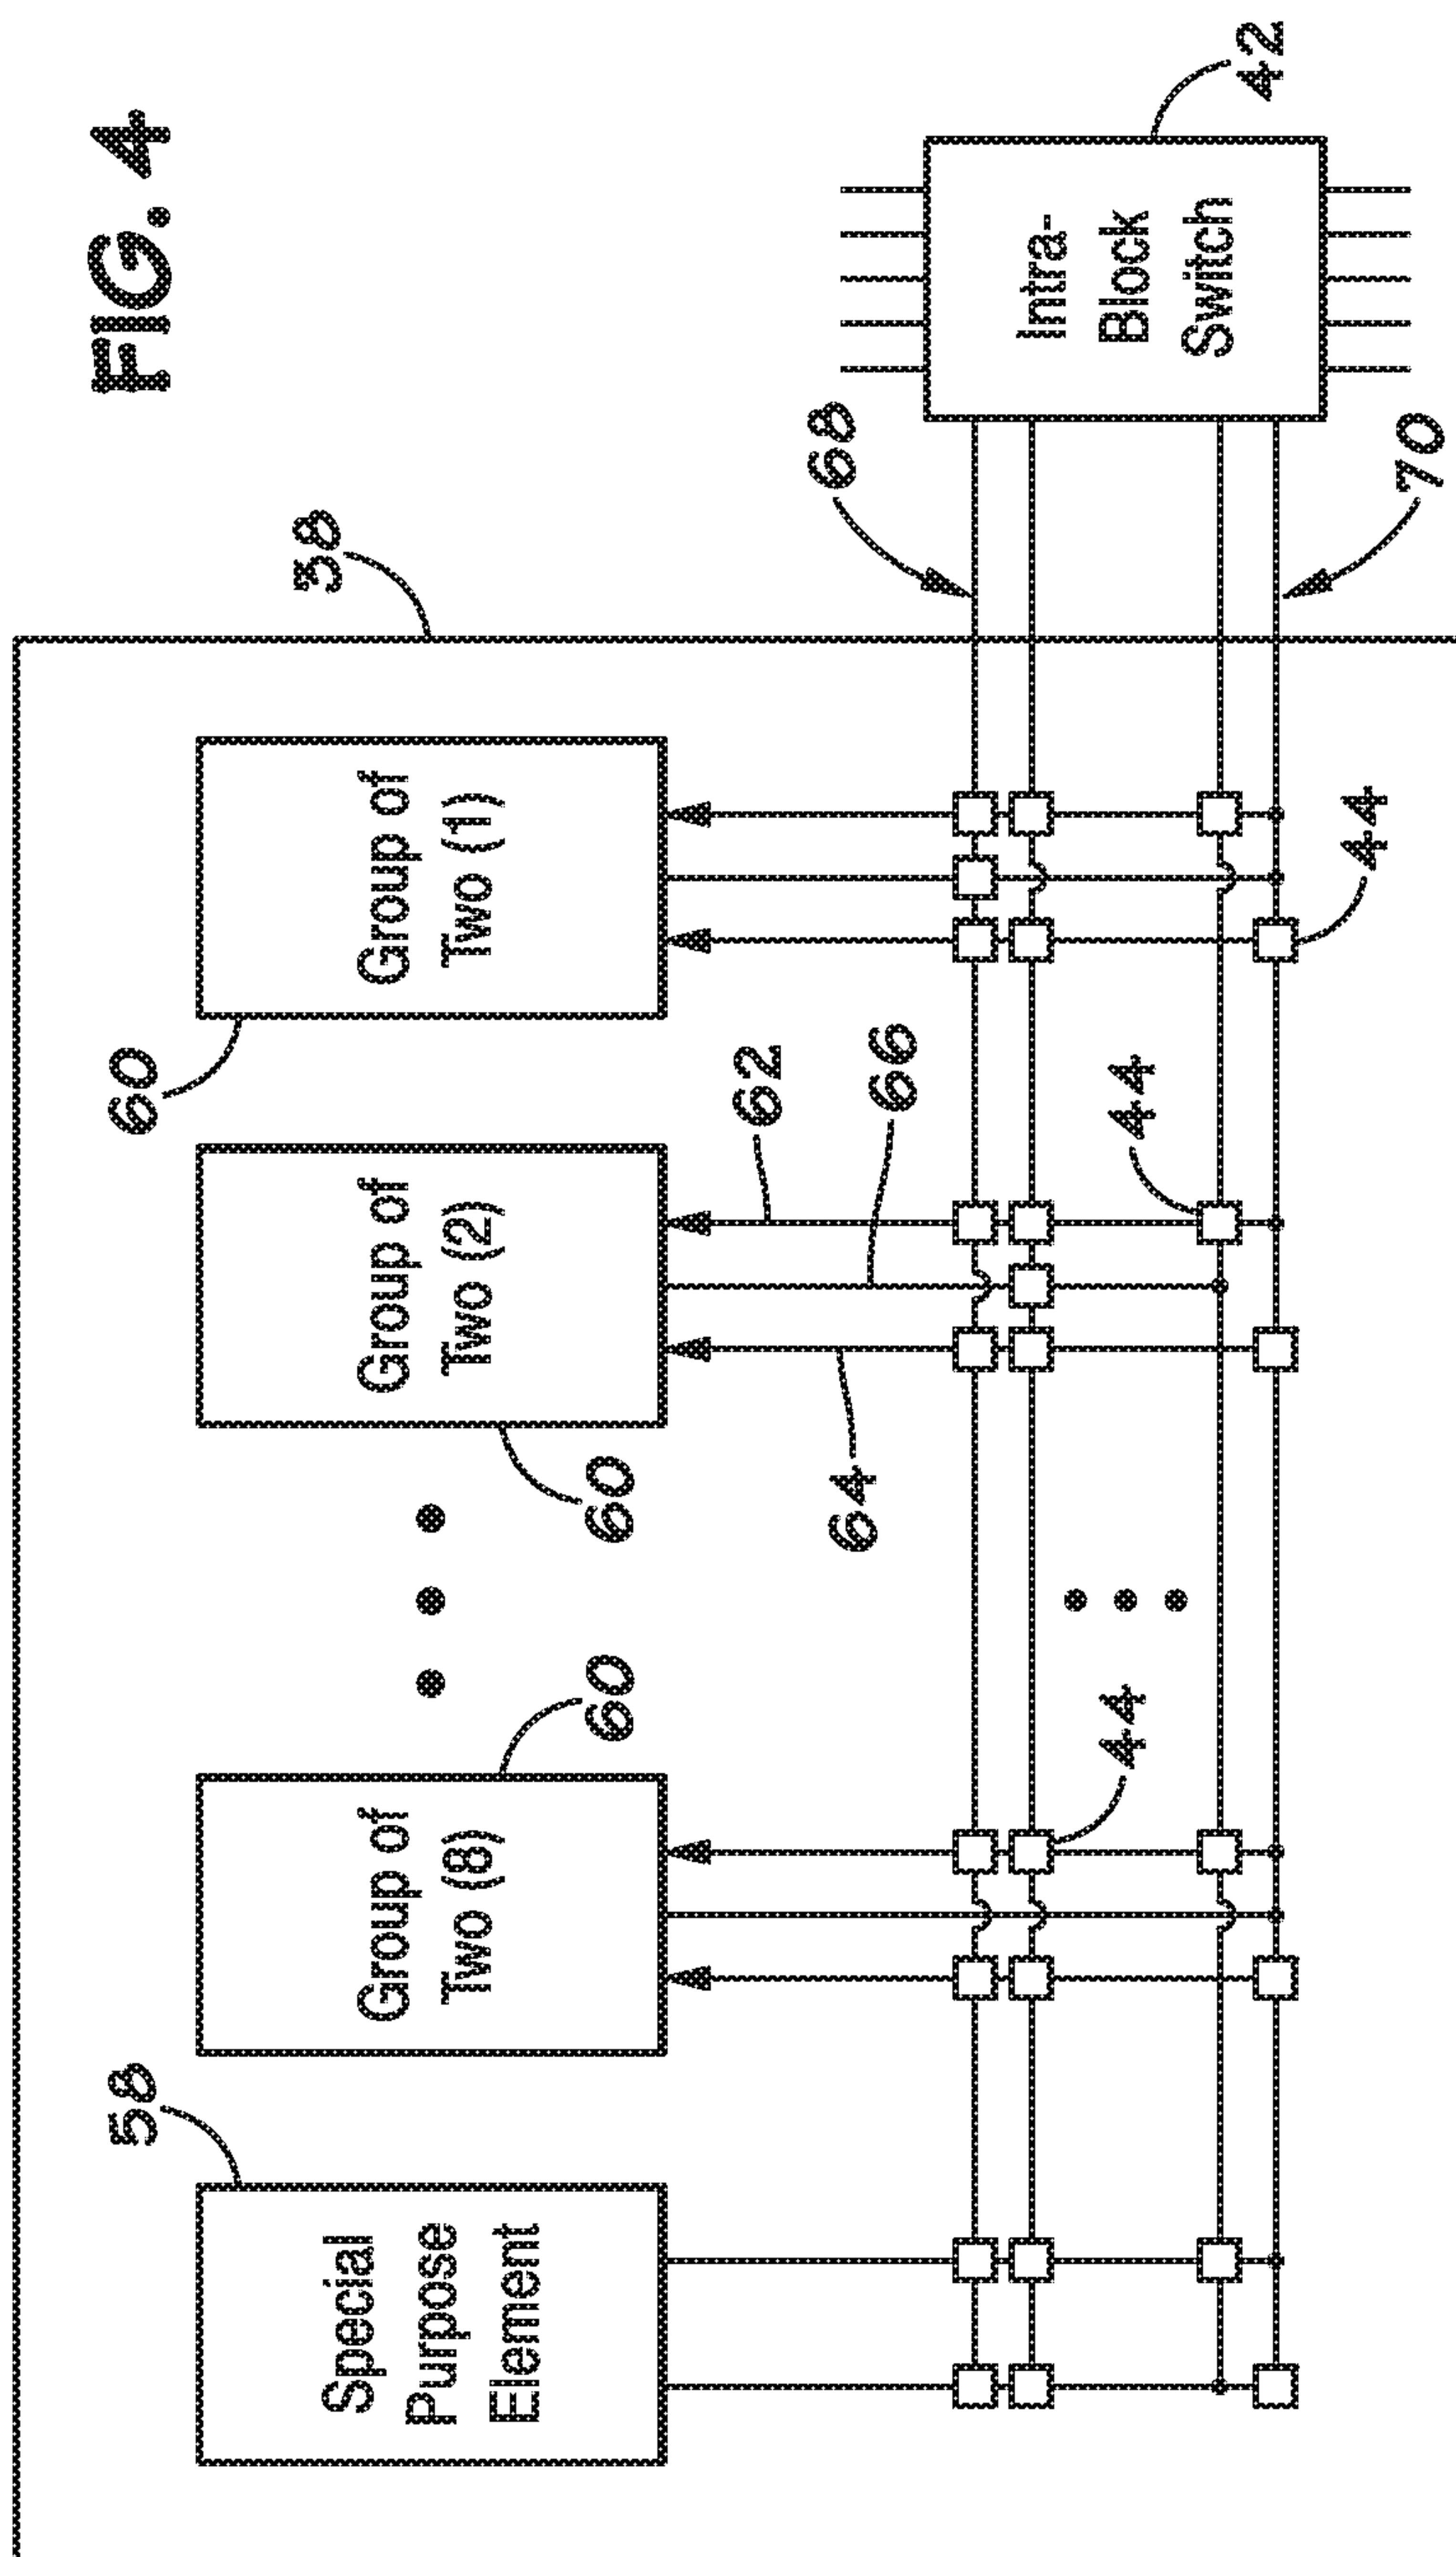 FIG. 4
58
60
38
Special
Purpose
Element
Group of
Two (8)
60
Group of
Two (2)
60
Group of
Two (1)
62
64
66
68
Intra-
Block
Switch
42
44
44
44
70